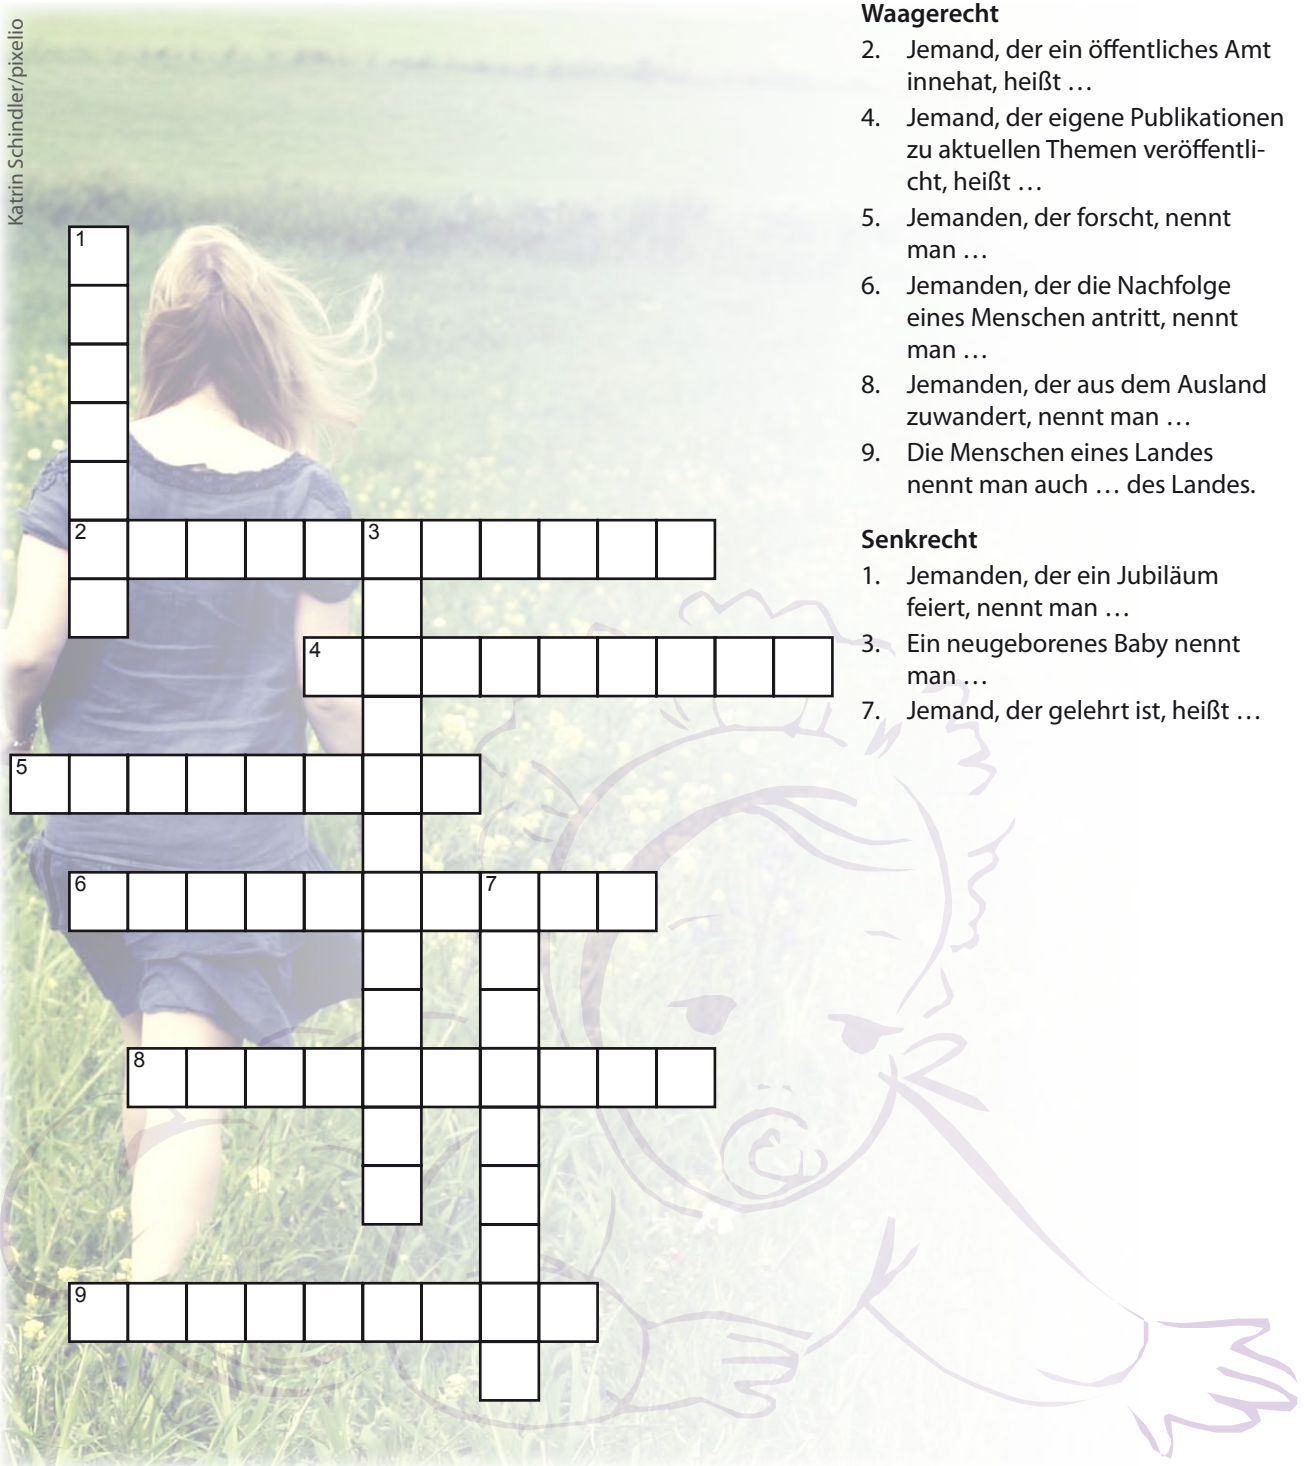 Katrin Schindler/pixelio
Waagerecht
2. Jemand, der ein öffentliches Amt
innehat, heißt …
4. Jemand, der eigene Publikationen
zu aktuellen Themen veröffentli-
cht, heißt …
5. Jemanden, der forscht, nennt
man …
6. Jemanden, der die Nachfolge
eines Menschen antritt, nennt
man …
8. Jemanden, der aus dem Ausland
zuwandert, nennt man …
9. Die Menschen eines Landes
nennt man auch … des Landes.
Senkrecht
1. Jemanden, der ein Jubiläum
feiert, nennt man …
3. Ein neugeborenes Baby nennt
man …
7. Jemand, der gelehrt ist, heißt …
1
2 3
4
5
6 7
8
9